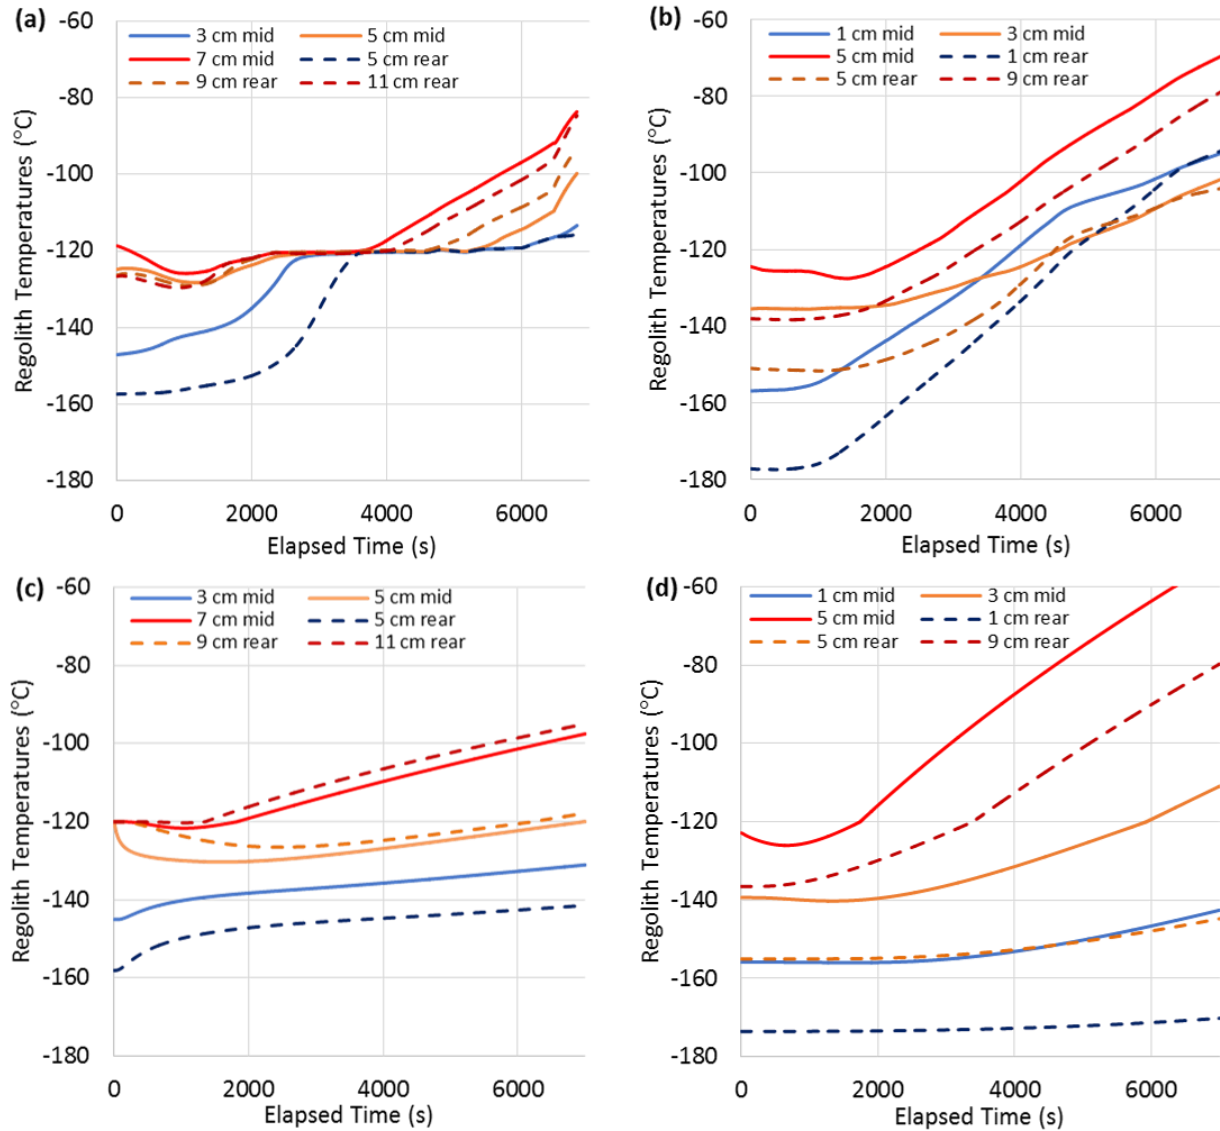 (a)
3 cm mid 5 cm mid
7 cm mid 5 cm rear
9 cm rear 11 cm rear
-60
-80
-100
-120
-140
-160
-180
Regolith Temperatures (°C)
0 2000 4000 6000
Elapsed Time (s)
(b)
1 cm mid 3 cm mid
5 cm mid 1 cm rear
5 cm rear 9 cm rear
-60
-80
-100
-120
-140
-160
-180
Regolith Temperatures (°C)
0 2000 4000 6000
Elapsed Time (s)
(c)
3 cm mid 5 cm mid
7 cm mid 5 cm rear
9 cm rear 11 cm rear
-60
-80
-100
-120
-140
-160
-180
Regolith Temperatures (°C)
0 2000 4000 6000
Elapsed Time (s)
(d)
1 cm mid 3 cm mid
5 cm mid 1 cm rear
5 cm rear 9 cm rear
-60
-80
-100
-120
-140
-160
-180
Regolith Temperatures (°C)
0 2000 4000 6000
Elapsed Time (s)